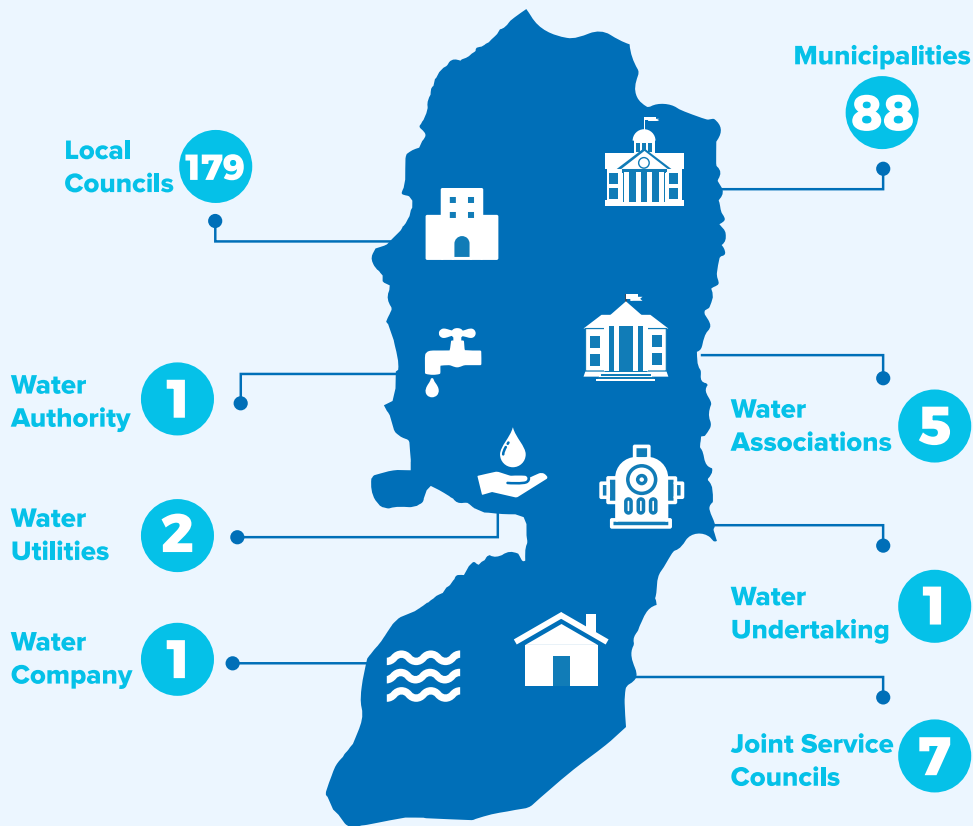 Municipalities
88
Local
Councils
179
Water
Authority
1
Water
Associations
5
Water
Utilities
2
Water
Undertaking
1
Water
Company
1
Joint Service
Councils
7